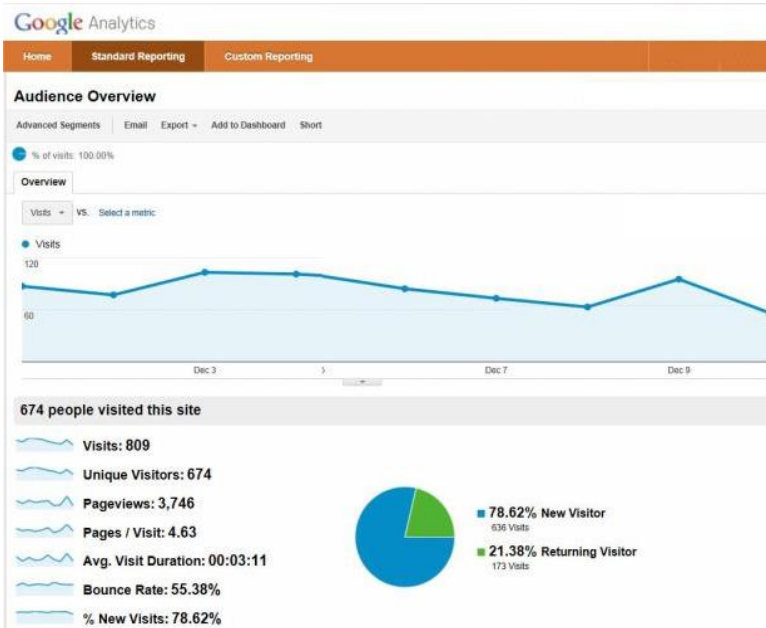 Google Analytics
Home Standard Reporting Custom Reporting
Audience Overview
Advanced Segments Email Export Add to Dashboard Short
% of visits: 100.00%
Overview
Visits VS. Select a metric
Visits
120
60
Dec 3 Dec 7 Dec 9
674 people visited this site
Visits: 809
Unique Visitors: 674
Pageviews: 3,746
Pages / Visit: 4.63
Avg. Visit Duration: 00:03:11
Bounce Rate: 55.38%
% New Visits: 78.62%
78.62% New Visitor
636 Visits
21.38% Returning Visitor
173 Visits